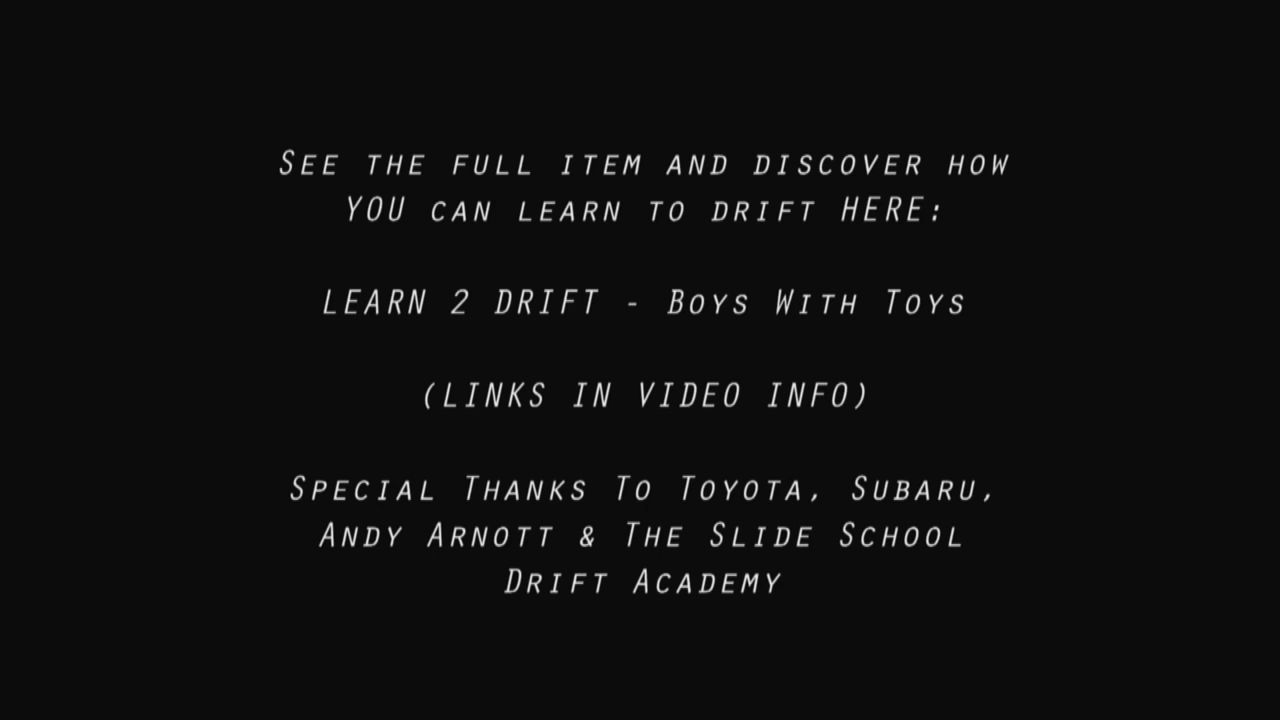 See the full item and discover how
YOU can learn to drift HERE:
LEARN 2 DRIFT - Boys With Toys
(LINKS IN VIDEO INFO)
Special Thanks To Toyota, Subaru,
Andy Arnott & The Slide School
Drift Academy